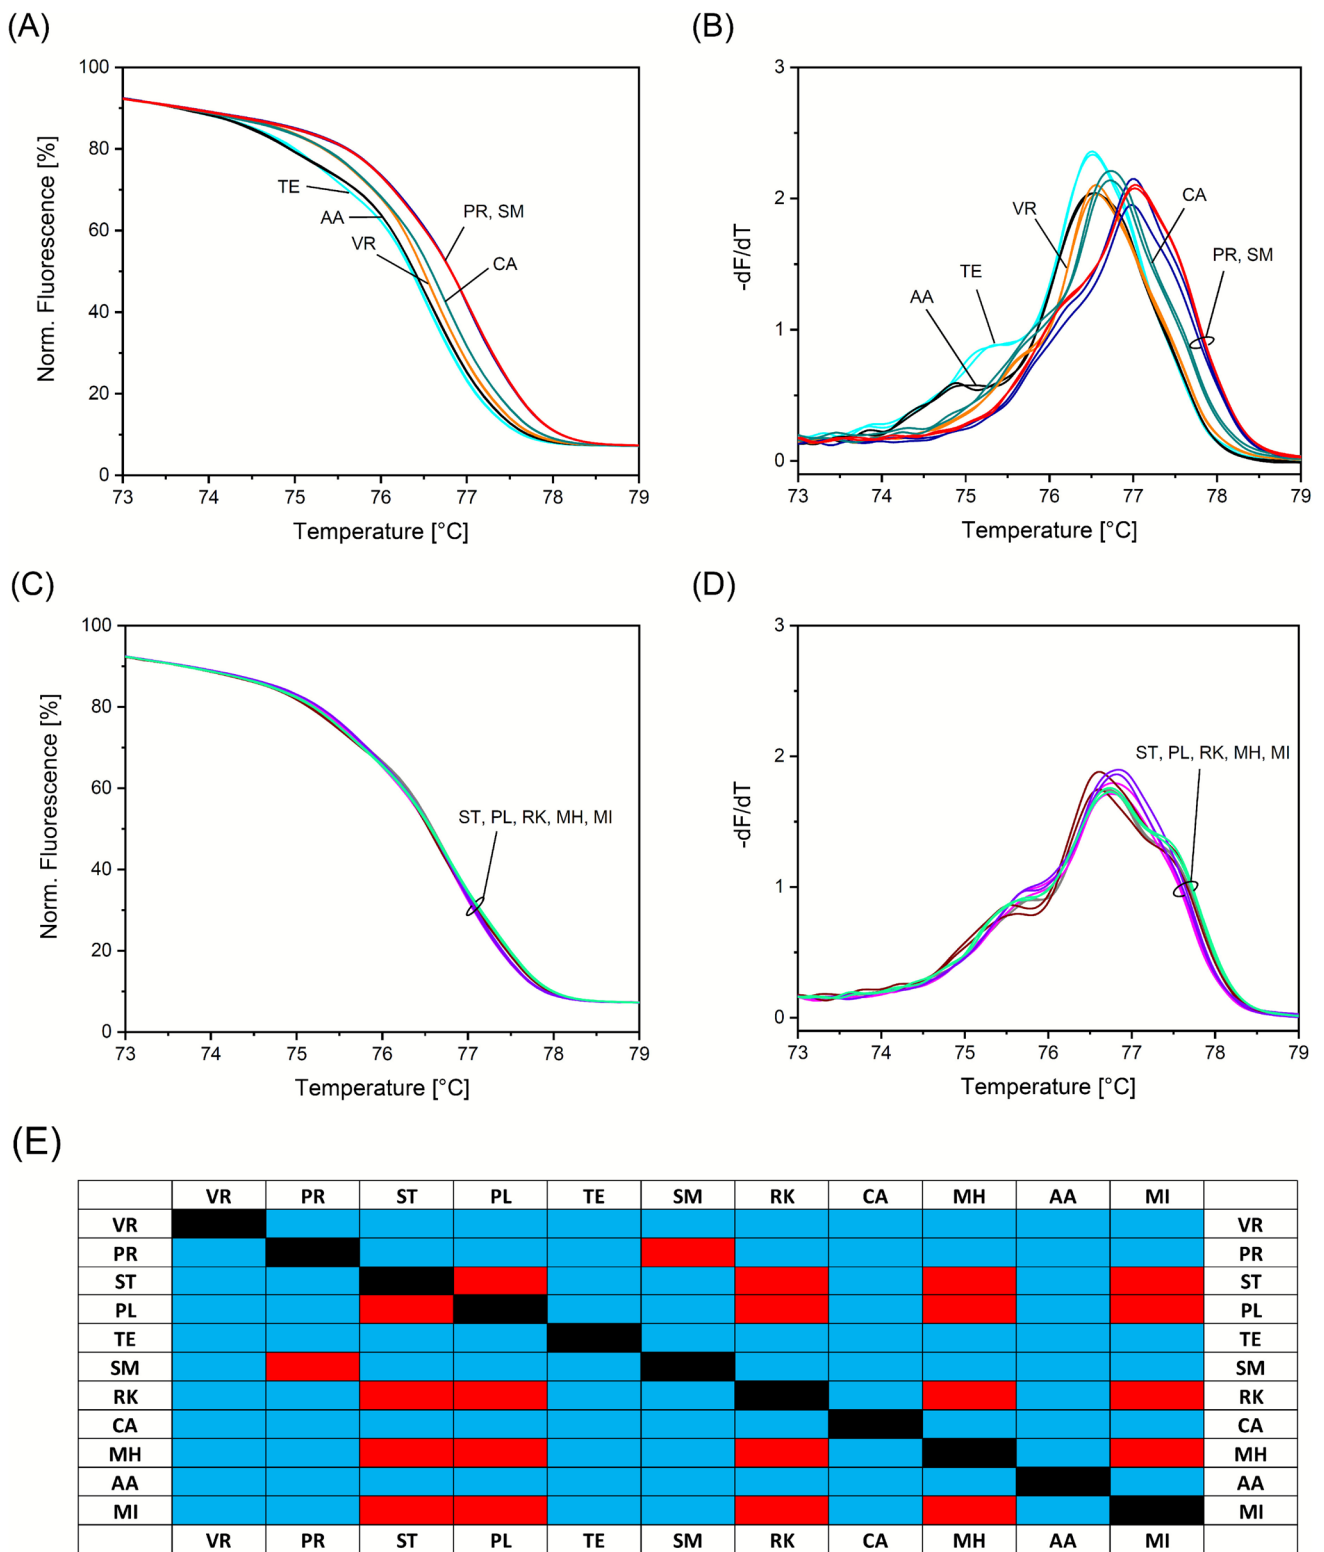 (A)
100
80
60
40
20
0
Norm. Fluorescence [%]
TE
AA
VR
PR, SM
CA
73 74 75 76 77 78 79
Temperature [°C]
(B)
3
2
1
0
-dF/dT
VR
TE
AA
CA
PR, SM
73 74 75 76 77 78 79
Temperature [°C]
(C)
100
80
60
40
20
0
Norm. Fluorescence [%]
ST, PL, RK, MH, MI
73 74 75 76 77 78 79
Temperature [°C]
(D)
3
2
1
0
-dF/dT
ST, PL, RK, MH, MI
73 74 75 76 77 78 79
Temperature [°C]
(E)
VR PR ST PL TE SM RK CA MH AA MI
VR VR
PR PR
ST ST
PL PL
TE TE
SM SM
RK RK
CA CA
MH MH
AA AA
MI MI
VR PR ST PL TE SM RK CA MH AA MI